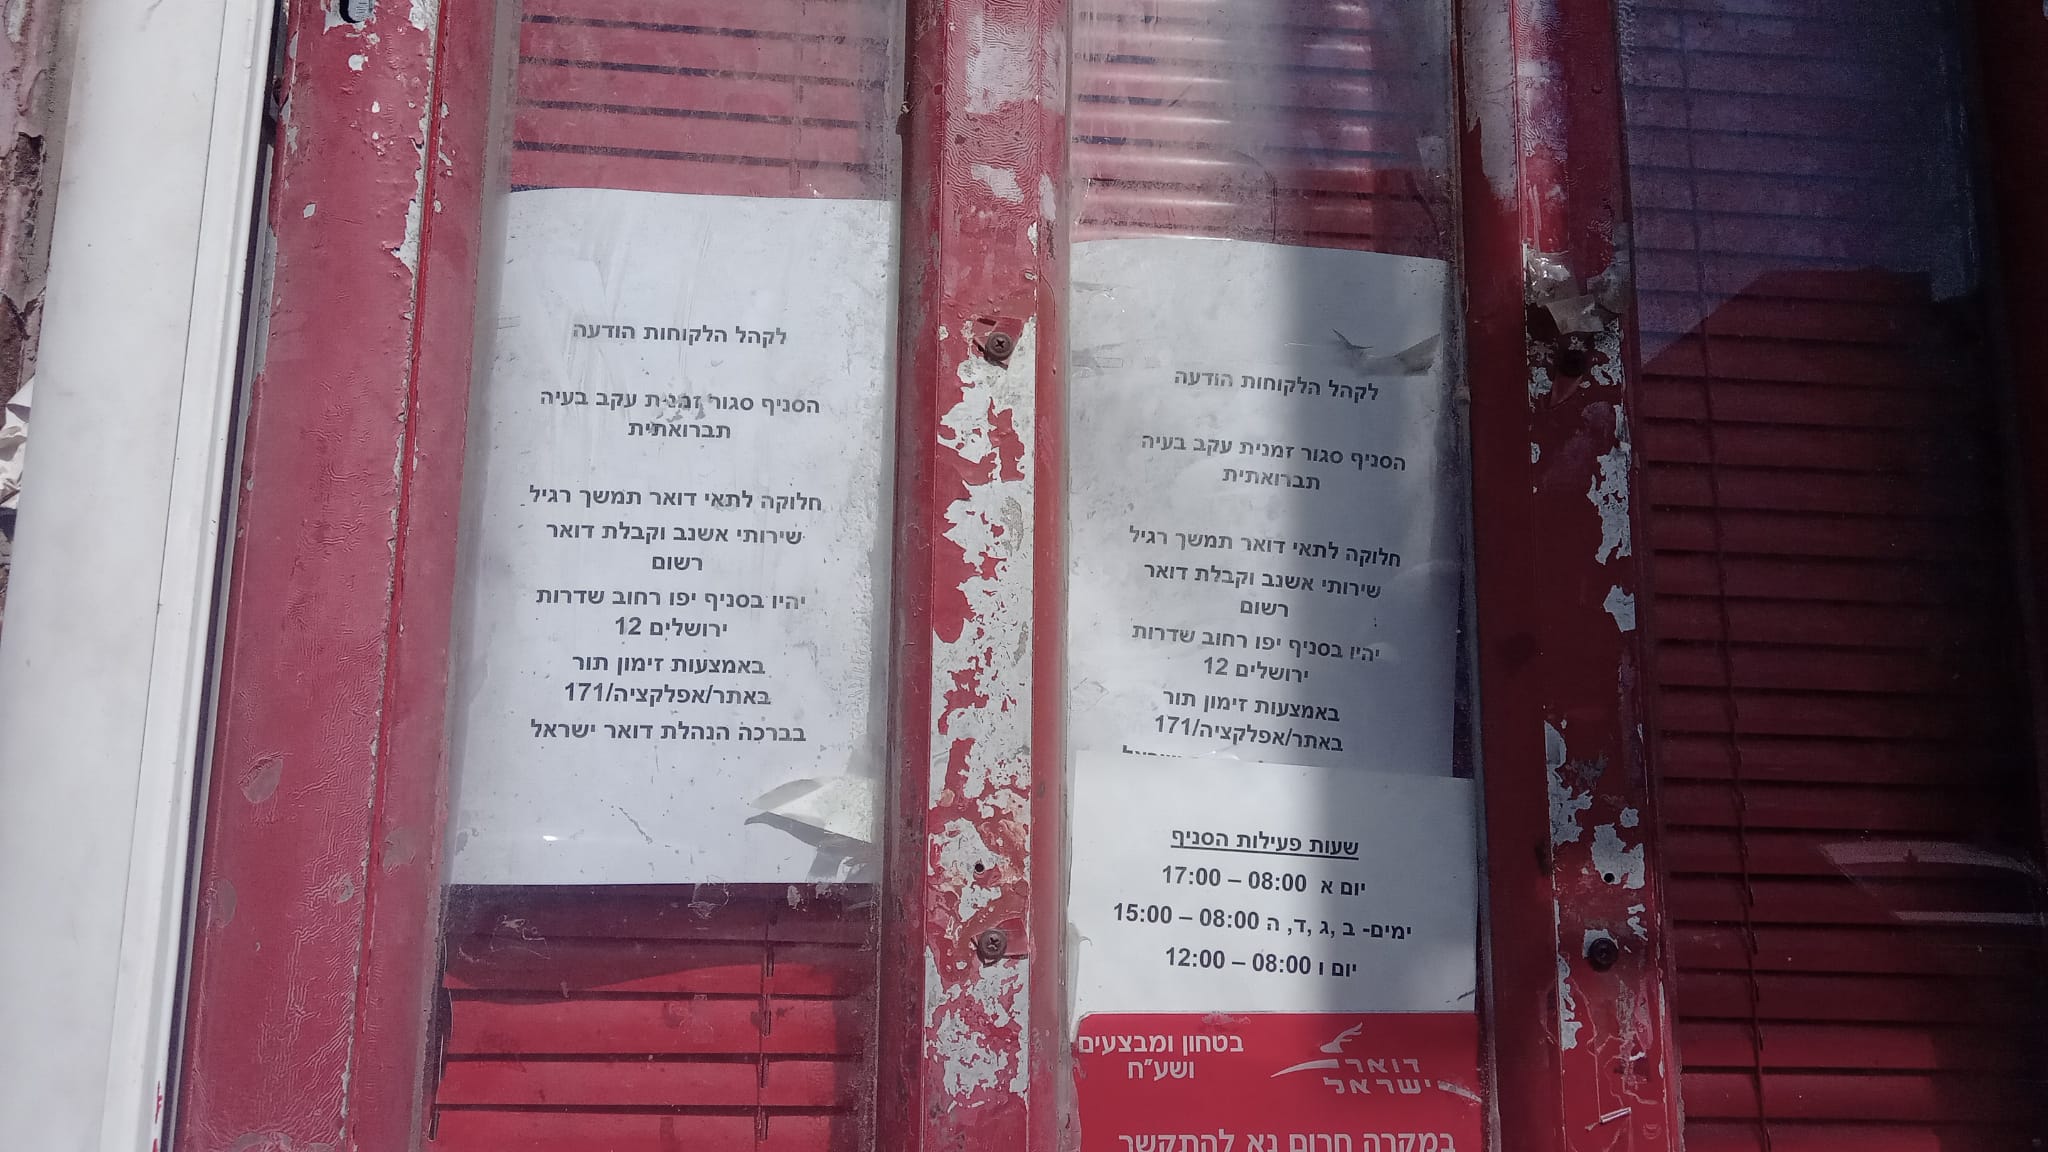 לקהל הלקוחות הודעה
הסניף סגור זמנית עקב בעיה
תברואתית
חלוקה לתאי דואר תמשך רגיל
שירותי אשנב וקבלת דואר
רשום
יהיו בסניף יפו רחוב שדרות
ירושלים 12
באמצעות זימון תור
באתר/אפלקציה/171
בברכה הנהלת דואר ישראל
לקהל הלקוחות הודעה
הסניף סגור זמנית עקב בעיה
תברואתית
חלוקה לתאי דואר תמשך רגיל
שירותי אשנב וקבלת דואר
רשום
יהיו בסניף יפו רחוב שדרות
ירושלים 12
באמצעות זימון תור
באתר/אפלקציה/171
שעות פעילות הסניף
יום א 08:00 – 17:00
ימים- ב ,ג ,ד, ה 08:00 – 15:00
יום ו 08:00 – 12:00
דואר
ישראל
בטחון ומבצעים
ושע"ח
במקרה חרום נא להתקשר